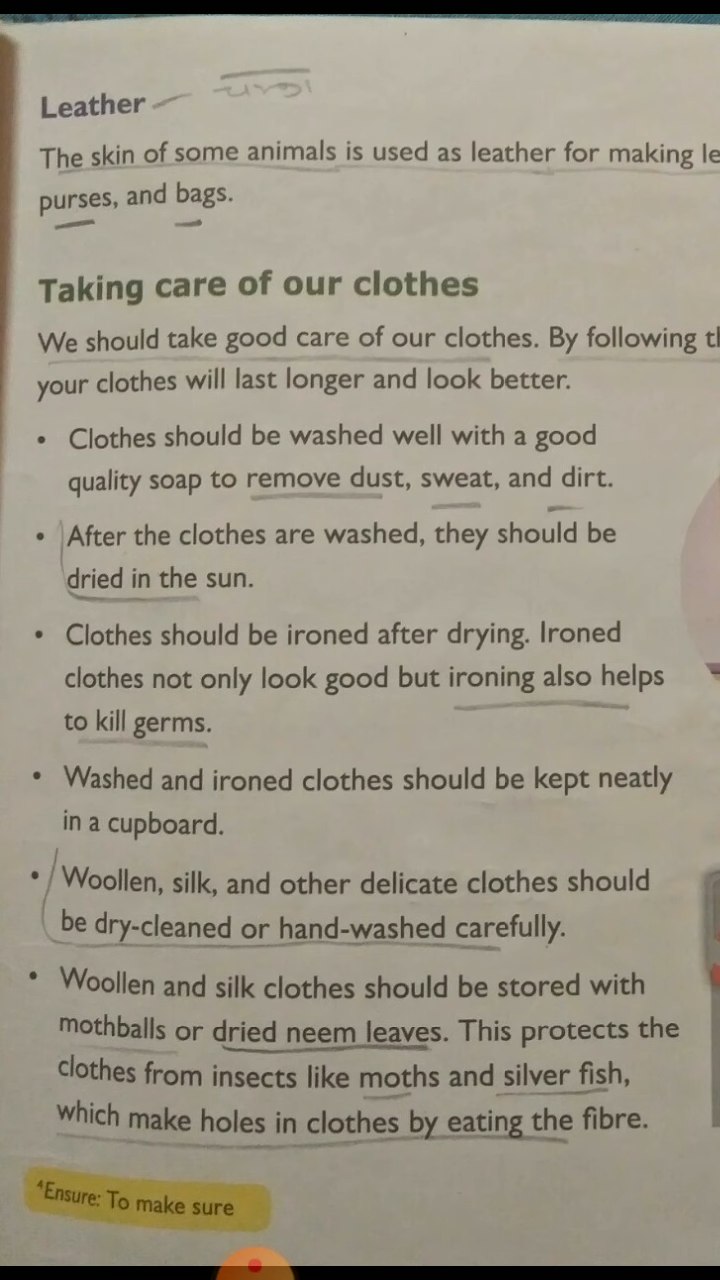 Leather
The skin of some animals is used as leather for making le
purses, and bags.
Taking care of our clothes
We should take good care of our clothes. By following th
your clothes will last longer and look better.
• Clothes should be washed well with a good
quality soap to remove dust, sweat, and dirt.
• After the clothes are washed, they should be
dried in the sun.
• Clothes should be ironed after drying. Ironed
clothes not only look good but ironing also helps
to kill germs.
• Washed and ironed clothes should be kept neatly
in a cupboard.
• Woollen, silk, and other delicate clothes should
be dry-cleaned or hand-washed carefully.
• Woollen and silk clothes should be stored with
mothballs or dried neem leaves. This protects the
clothes from insects like moths and silver fish,
which make holes in clothes by eating the fibre.
⁴Ensure: To make sure